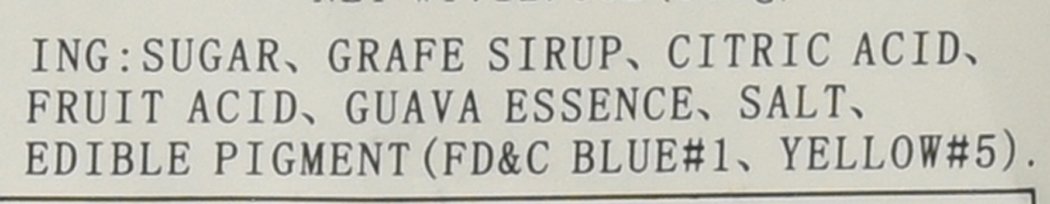 ING:SUGAR、GRAFE SIRUP、CITRIC ACID、
FRUIT ACID、GUAVA ESSENCE、SALT、
EDIBLE PIGMENT(FD&C BLUE#1、YELLOW#5).